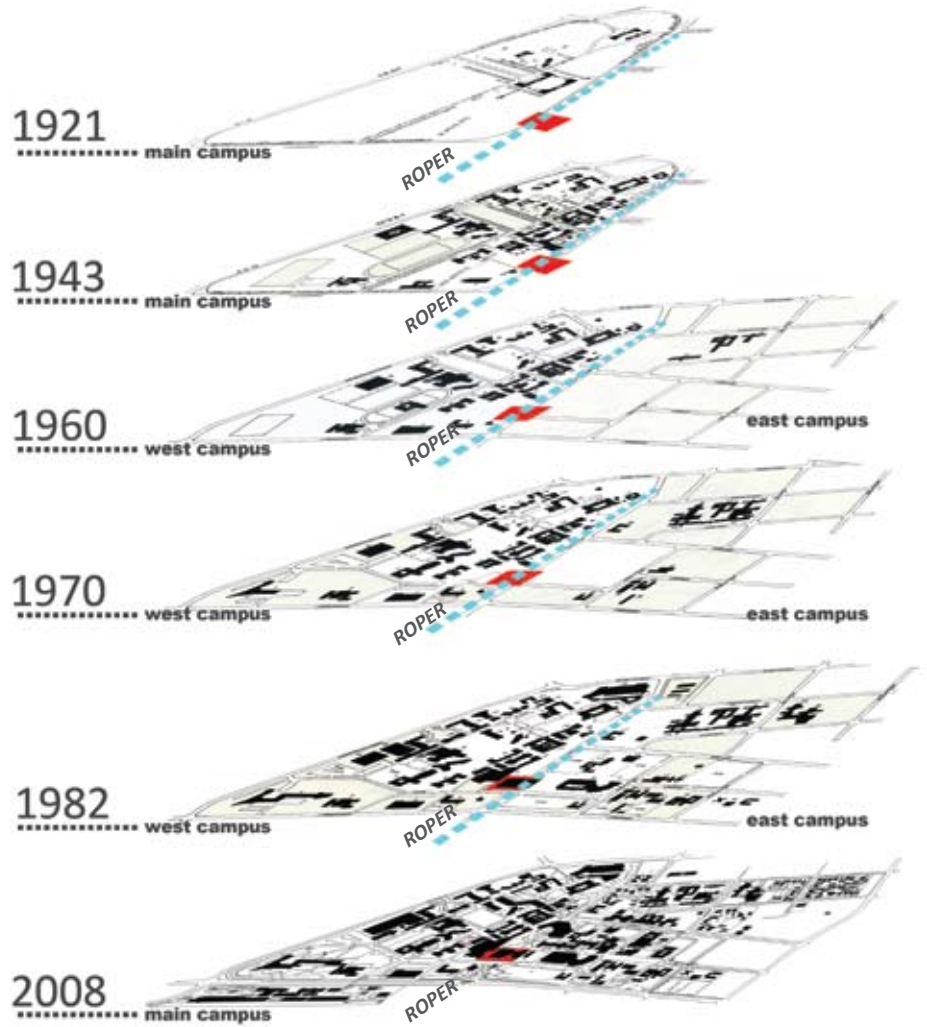 1921
main campus
ROPER
1943
main campus
ROPER
1960
west campus
east campus
ROPER
1970
west campus
east campus
ROPER
1982
west campus
east campus
ROPER
2008
main campus
ROPER